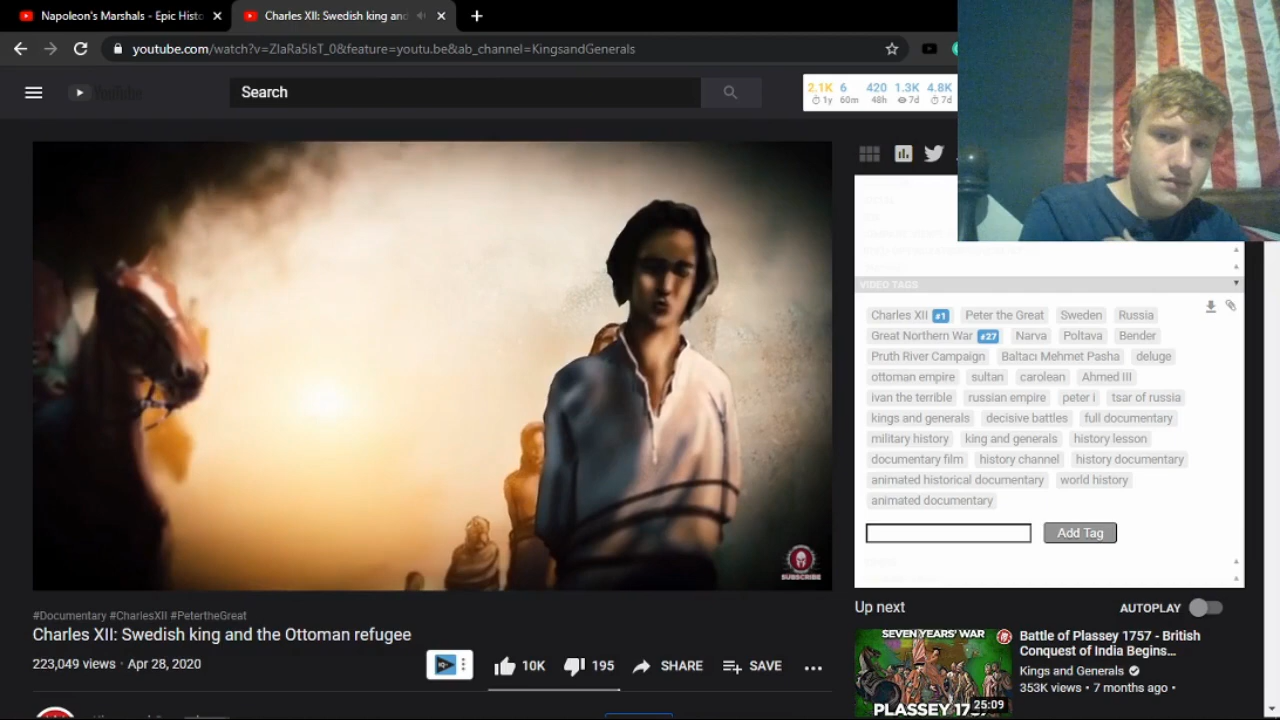 Napoleon's Marshals - Epic Histo
Charles XII: Swedish king and
youtube.com/watch?v=ZIaRa5IsT_0&feature=youtu.be&ab_channel=KingsandGenerals
YouTube
Search
2.1K 6 420 1.3K 4.8K
1y 60m 48h 7d 7d
VIDEO TAGS
Charles XII #1 Peter the Great Sweden Russia
Great Northern War #27 Narva Poltava Bender
Pruth River Campaign Baltacı Mehmet Pasha deluge
ottoman empire sultan carolean Ahmed III
ivan the terrible russian empire peter i tsar of russia
kings and generals decisive battles full documentary
military history king and generals history lesson
documentary film history channel history documentary
animated historical documentary world history
animated documentary
Add Tag
SUBSCRIBE
#Documentary #CharlesXII #PetertheGreat
Charles XII: Swedish king and the Ottoman refugee
223,049 views · Apr 28, 2020
10K 195 SHARE SAVE
Up next AUTOPLAY
SEVEN YEARS' WAR
PLASSEY
25:09
Battle of Plassey 1757 - British
Conquest of India Begins...
Kings and Generals
353K views · 7 months ago ·